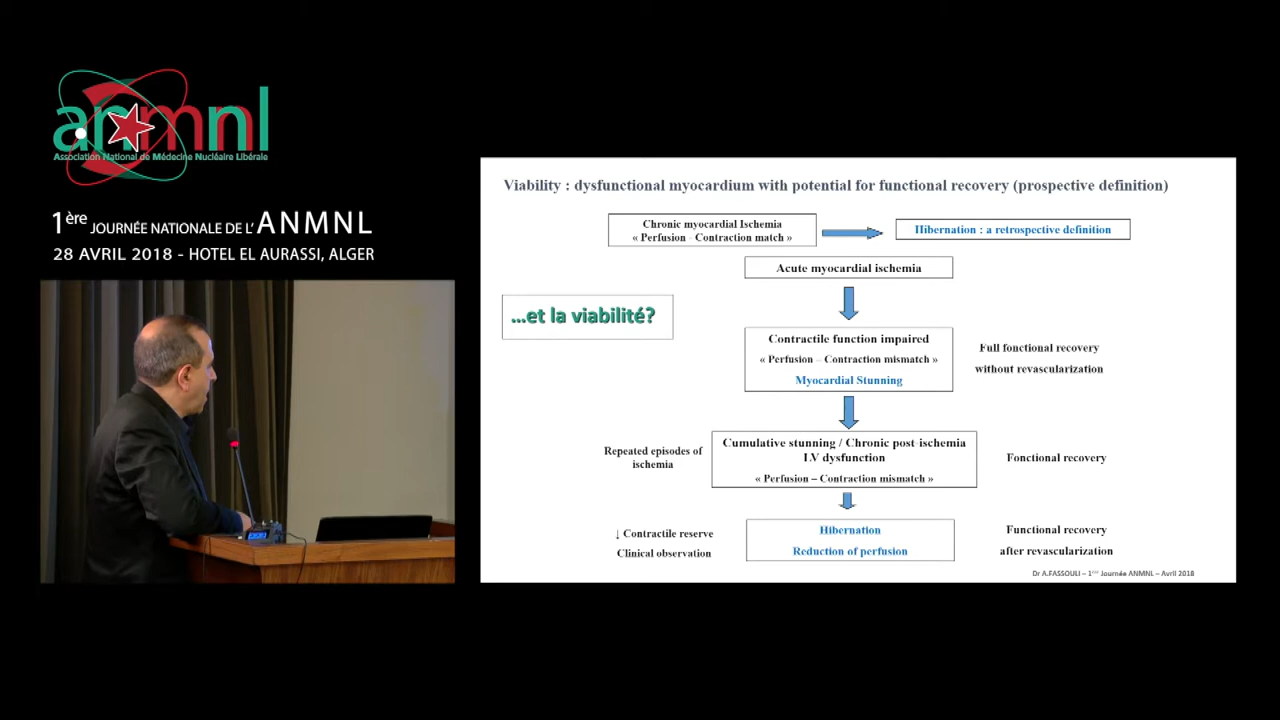 anmnl
Association National de Médecine Nucléaire Libérale
1ère JOURNÉE NATIONALE DE L' ANMNL
28 AVRIL 2018 - HOTEL EL AURASSI, ALGER
Viability : dysfunctional myocardium with potential for functional recovery (prospective definition)
Chronic myocardial Ischemia
« Perfusion – Contraction match »
Hibernation : a retrospective definition
Acute myocardial ischemia
...et la viabilité?
Contractile function impaired
« Perfusion – Contraction mismatch »
Myocardial Stunning
Full fonctional recovery
without revascularization
Repeated episodes of
ischemia
Cumulative stunning / Chronic post-ischemia
LV dysfunction
« Perfusion – Contraction mismatch »
Fonctional recovery
↓ Contractile reserve
Clinical observation
Hibernation
Reduction of perfusion
Functional recovery
after revascularization
Dr A.FASSOULI – 1ère Journée ANMNL – Avril 2018